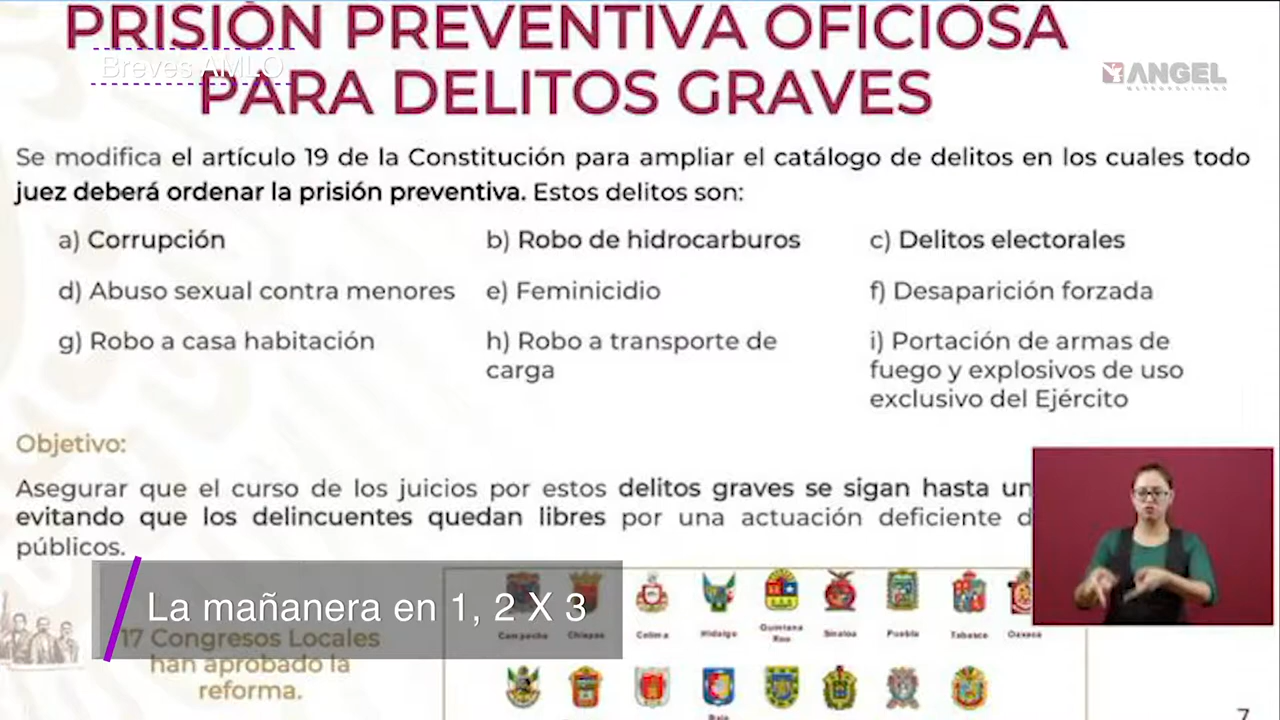 PRISIÓN PREVENTIVA OFICIOSA
Breves AMLO
PARA DELITOS GRAVES
ANGEL
METROPOLITANO
Se modifica el artículo 19 de la Constitución para ampliar el catálogo de delitos en los cuales todo
juez deberá ordenar la prisión preventiva. Estos delitos son:
a) Corrupción
b) Robo de hidrocarburos
c) Delitos electorales
d) Abuso sexual contra menores
e) Feminicidio
f) Desaparición forzada
g) Robo a casa habitación
h) Robo a transporte de
carga
i) Portación de armas de
fuego y explosivos de uso
exclusivo del Ejército
Objetivo:
Asegurar que el curso de los juicios por estos delitos graves se sigan hasta un
evitando que los delincuentes quedan libres por una actuación deficiente d
públicos.
La mañanera en 1, 2 X 3
17 Congresos Locales
han aprobado la
reforma.
Campeche
Chiapas
Colima
Hidalgo
Quintana
Roo
Sinaloa
Puebla
Tabasco
Oaxaca
Baja
7